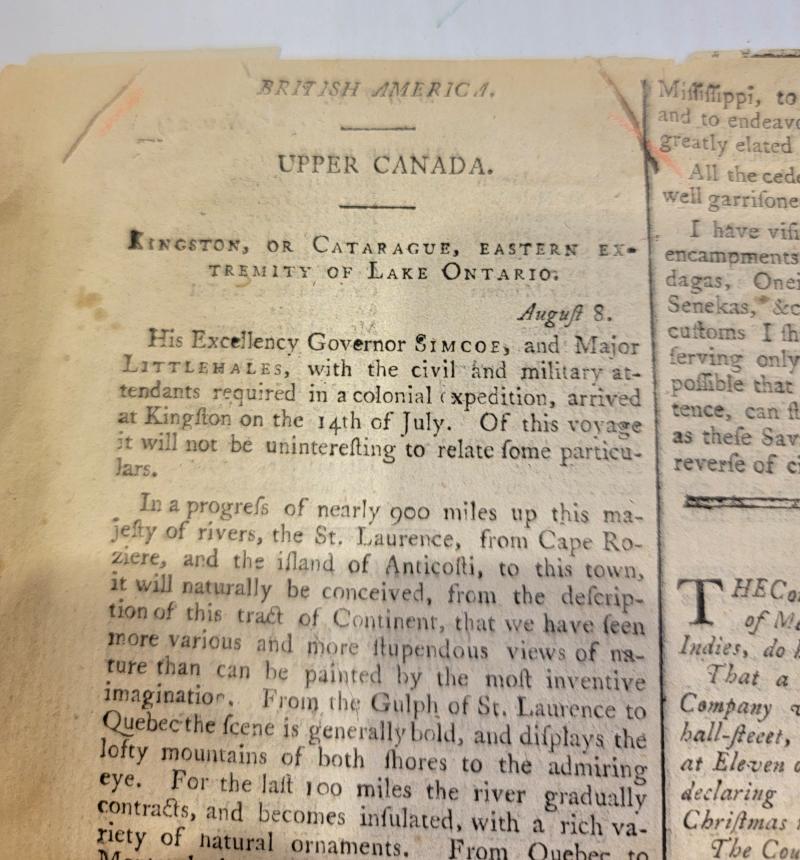 BRITISH AMERICA.
UPPER CANADA.
KINGSTON, OR CATARAGUE, EASTERN EX-
TREMITY OF LAKE ONTARIO.
Auguſt 8.
His Excellency Governor SIMCOE, and Major
LITTLEHALES, with the civil and military at-
tendants required in a colonial expedition, arrived
at Kingſton on the 14th of July. Of this voyage
it will not be unintereſting to relate ſome particu-
lars.
In a progreſs of nearly 900 miles up this ma-
jeſty of rivers, the St. Laurence, from Cape Ro-
ziere, and the iſland of Anticoſti, to this town,
it will naturally be conceived, from the deſcrip-
tion of this tract of Continent, that we have ſeen
more various and more ſtupendous views of na-
ture than can be painted by the moſt inventive
imagination. From the Gulph of St. Laurence to
Quebec the ſcene is generally bold, and diſplays the
lofty mountains of both ſhores to the admiring
eye. For the laſt 100 miles the river gradually
contracts, and becomes inſulated, with a rich va-
riety of natural ornaments. From Quebec to
Miſſiſſippi, to
and to endeavo
greatly elated
All the cede
well garriſone
I have viſi
encampments
dagas, Onei
Senekas, &c
cuſtoms I ſh
ſerving only
poſſible that
tence, can ſt
as theſe Sav
reverſe of ci
THE Co
of M
Indies, do h
That a
Company
hall-ſtreet,
at Eleven o
declaring
Chriſtmas
The Cou